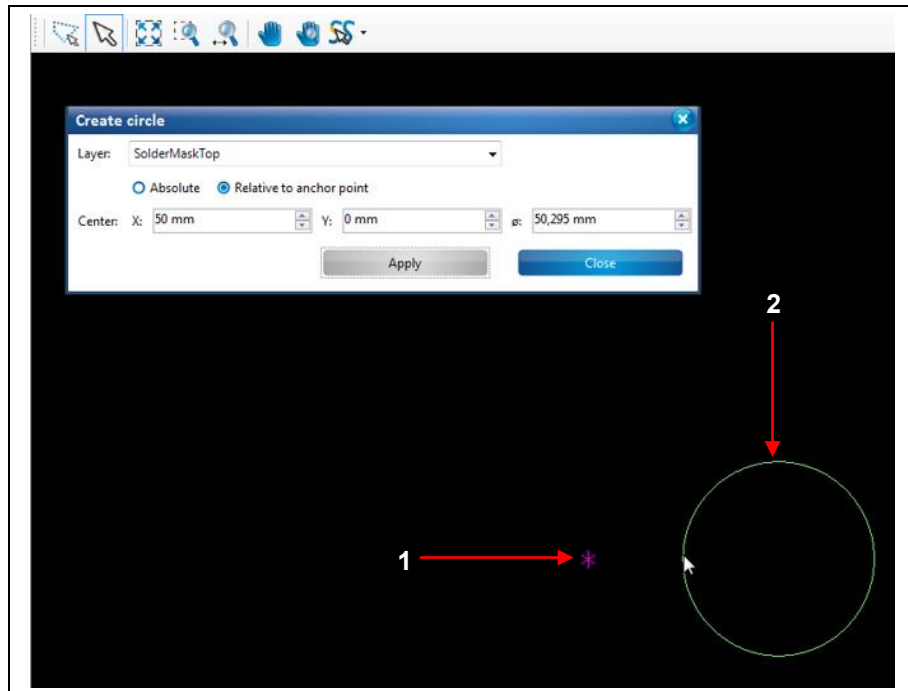 Create circle
Layer: SolderMaskTop
Absolute Relative to anchor point
Center: X: 50 mm Y: 0 mm ø: 50,295 mm
Apply Close
2
1